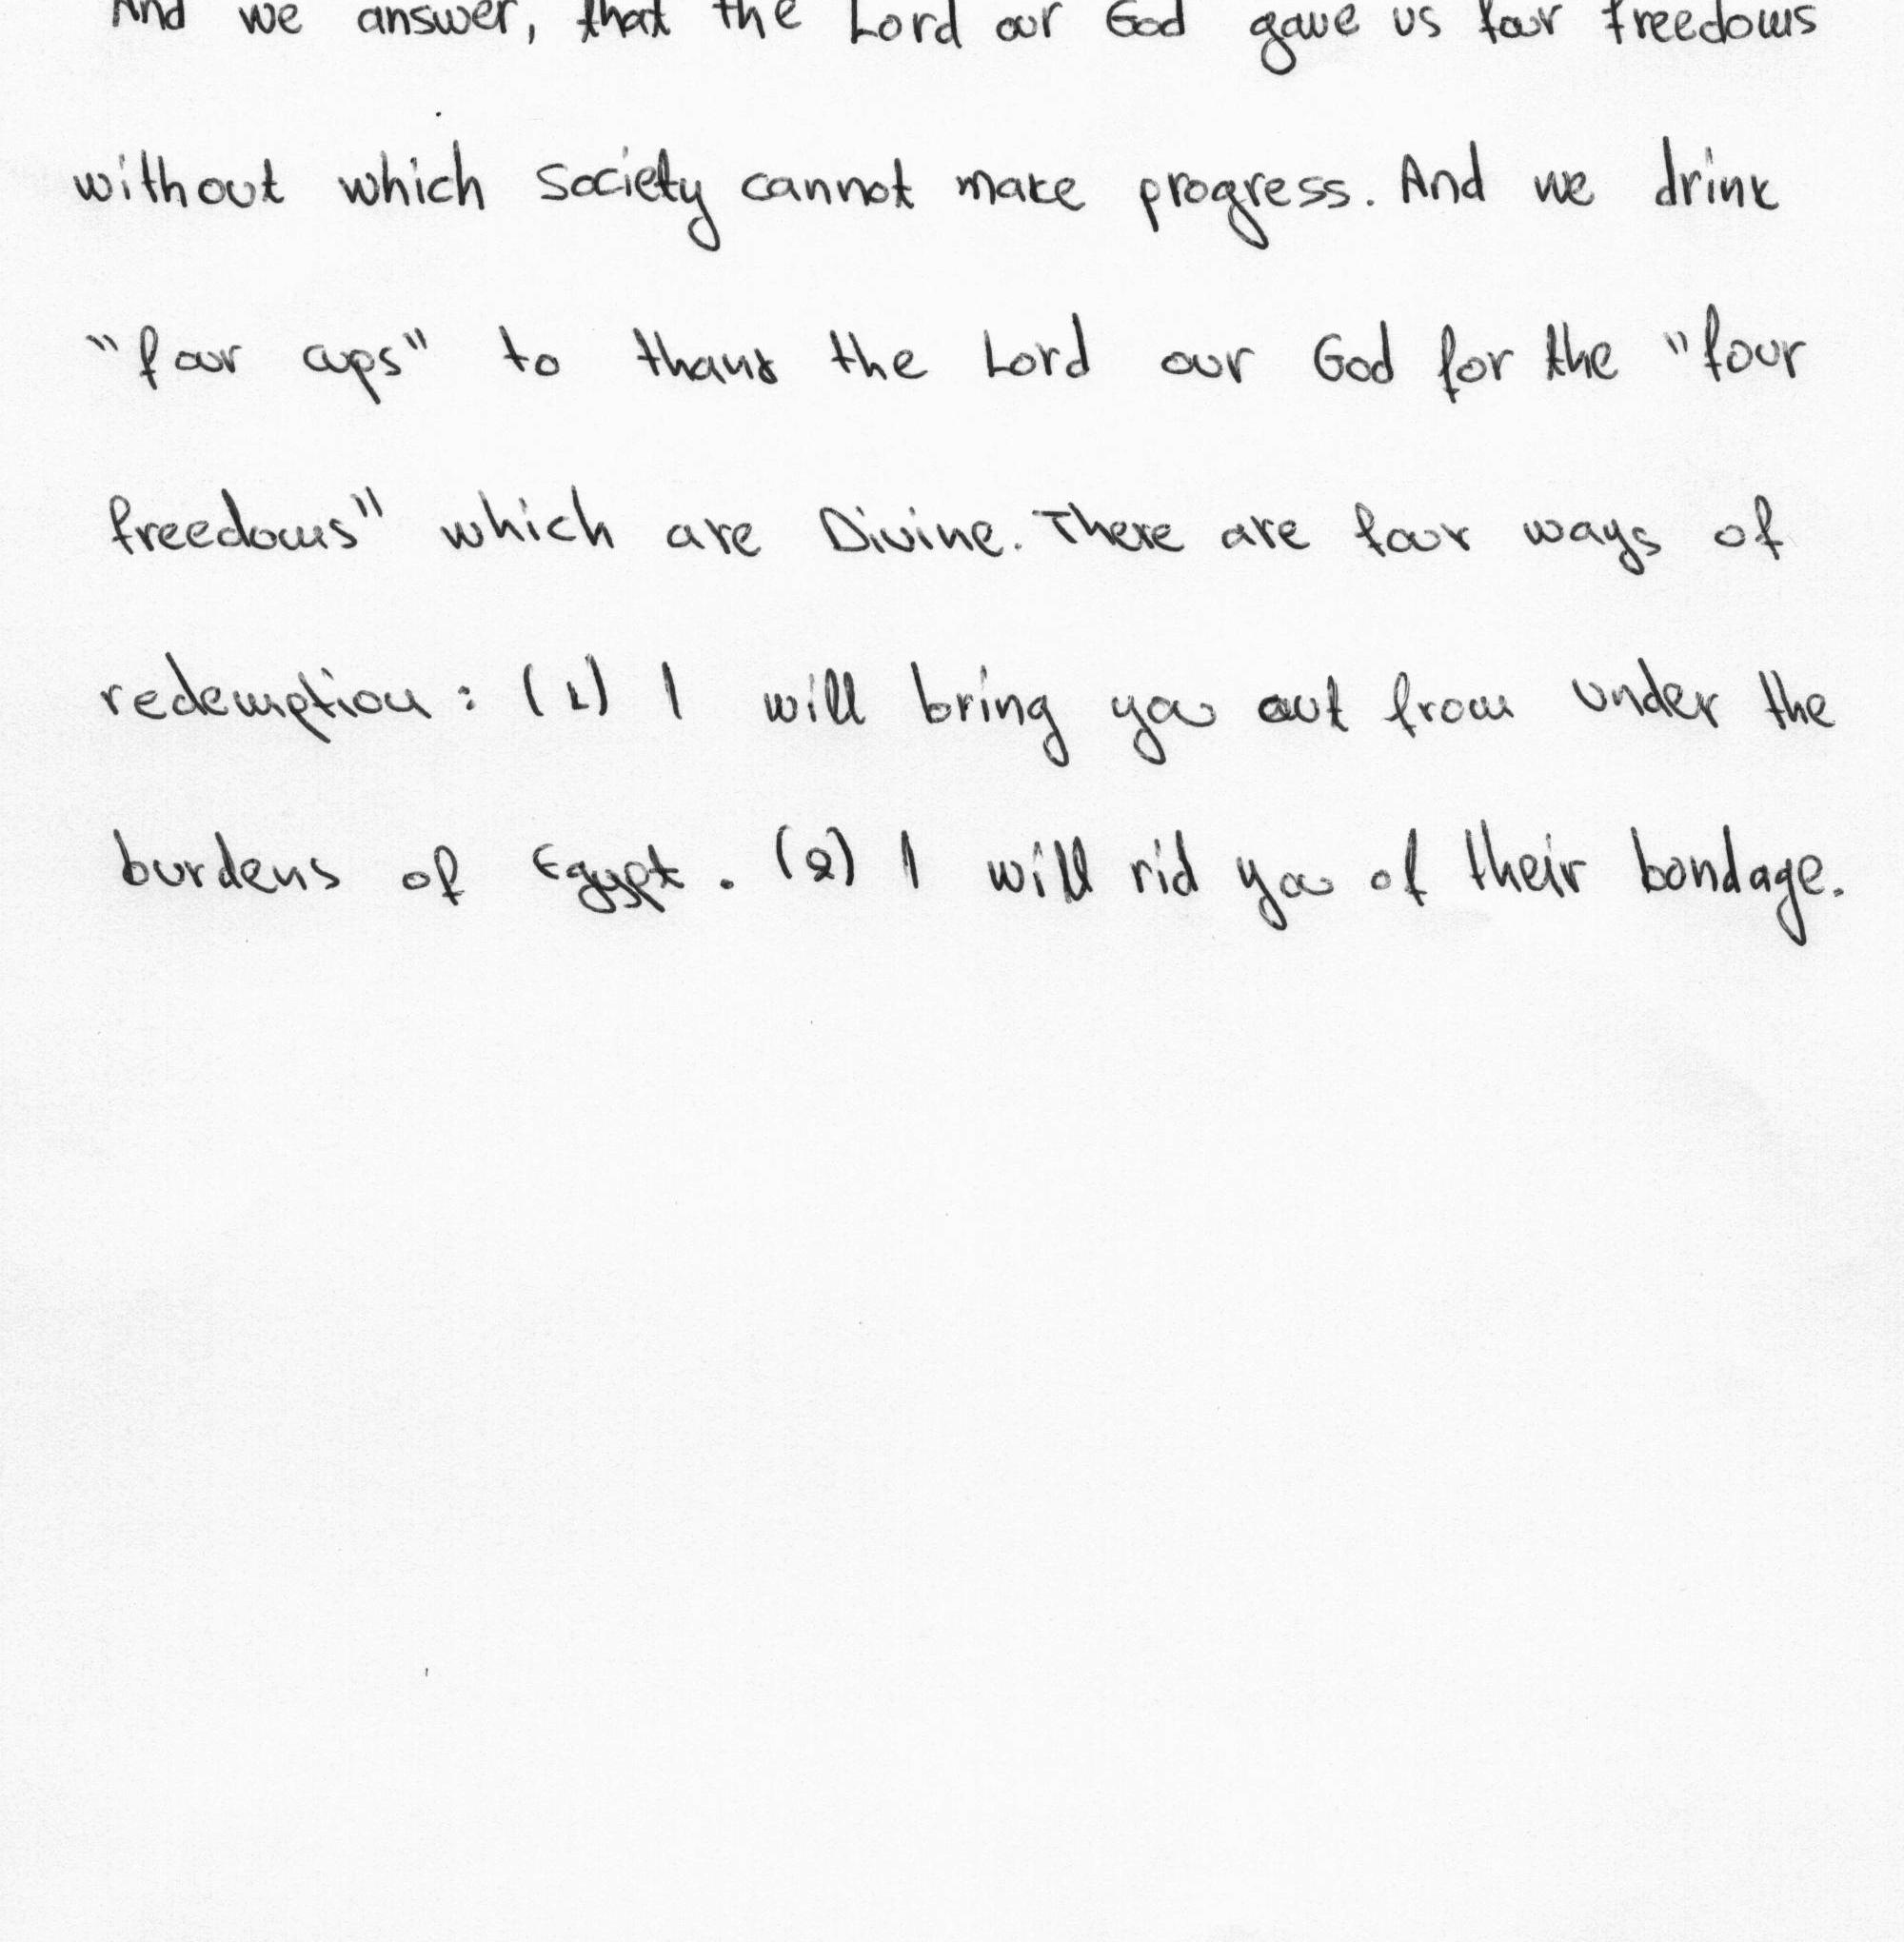 And we answer, that the Lord our God gave us four freedoms
without which society cannot make progress. And we drink
"four cups" to thank the Lord our God for the "four
freedoms" which are Divine. There are four ways of
redemption: (1) I will bring you out from under the
burdens of Egypt. (2) I will rid you of their bondage.